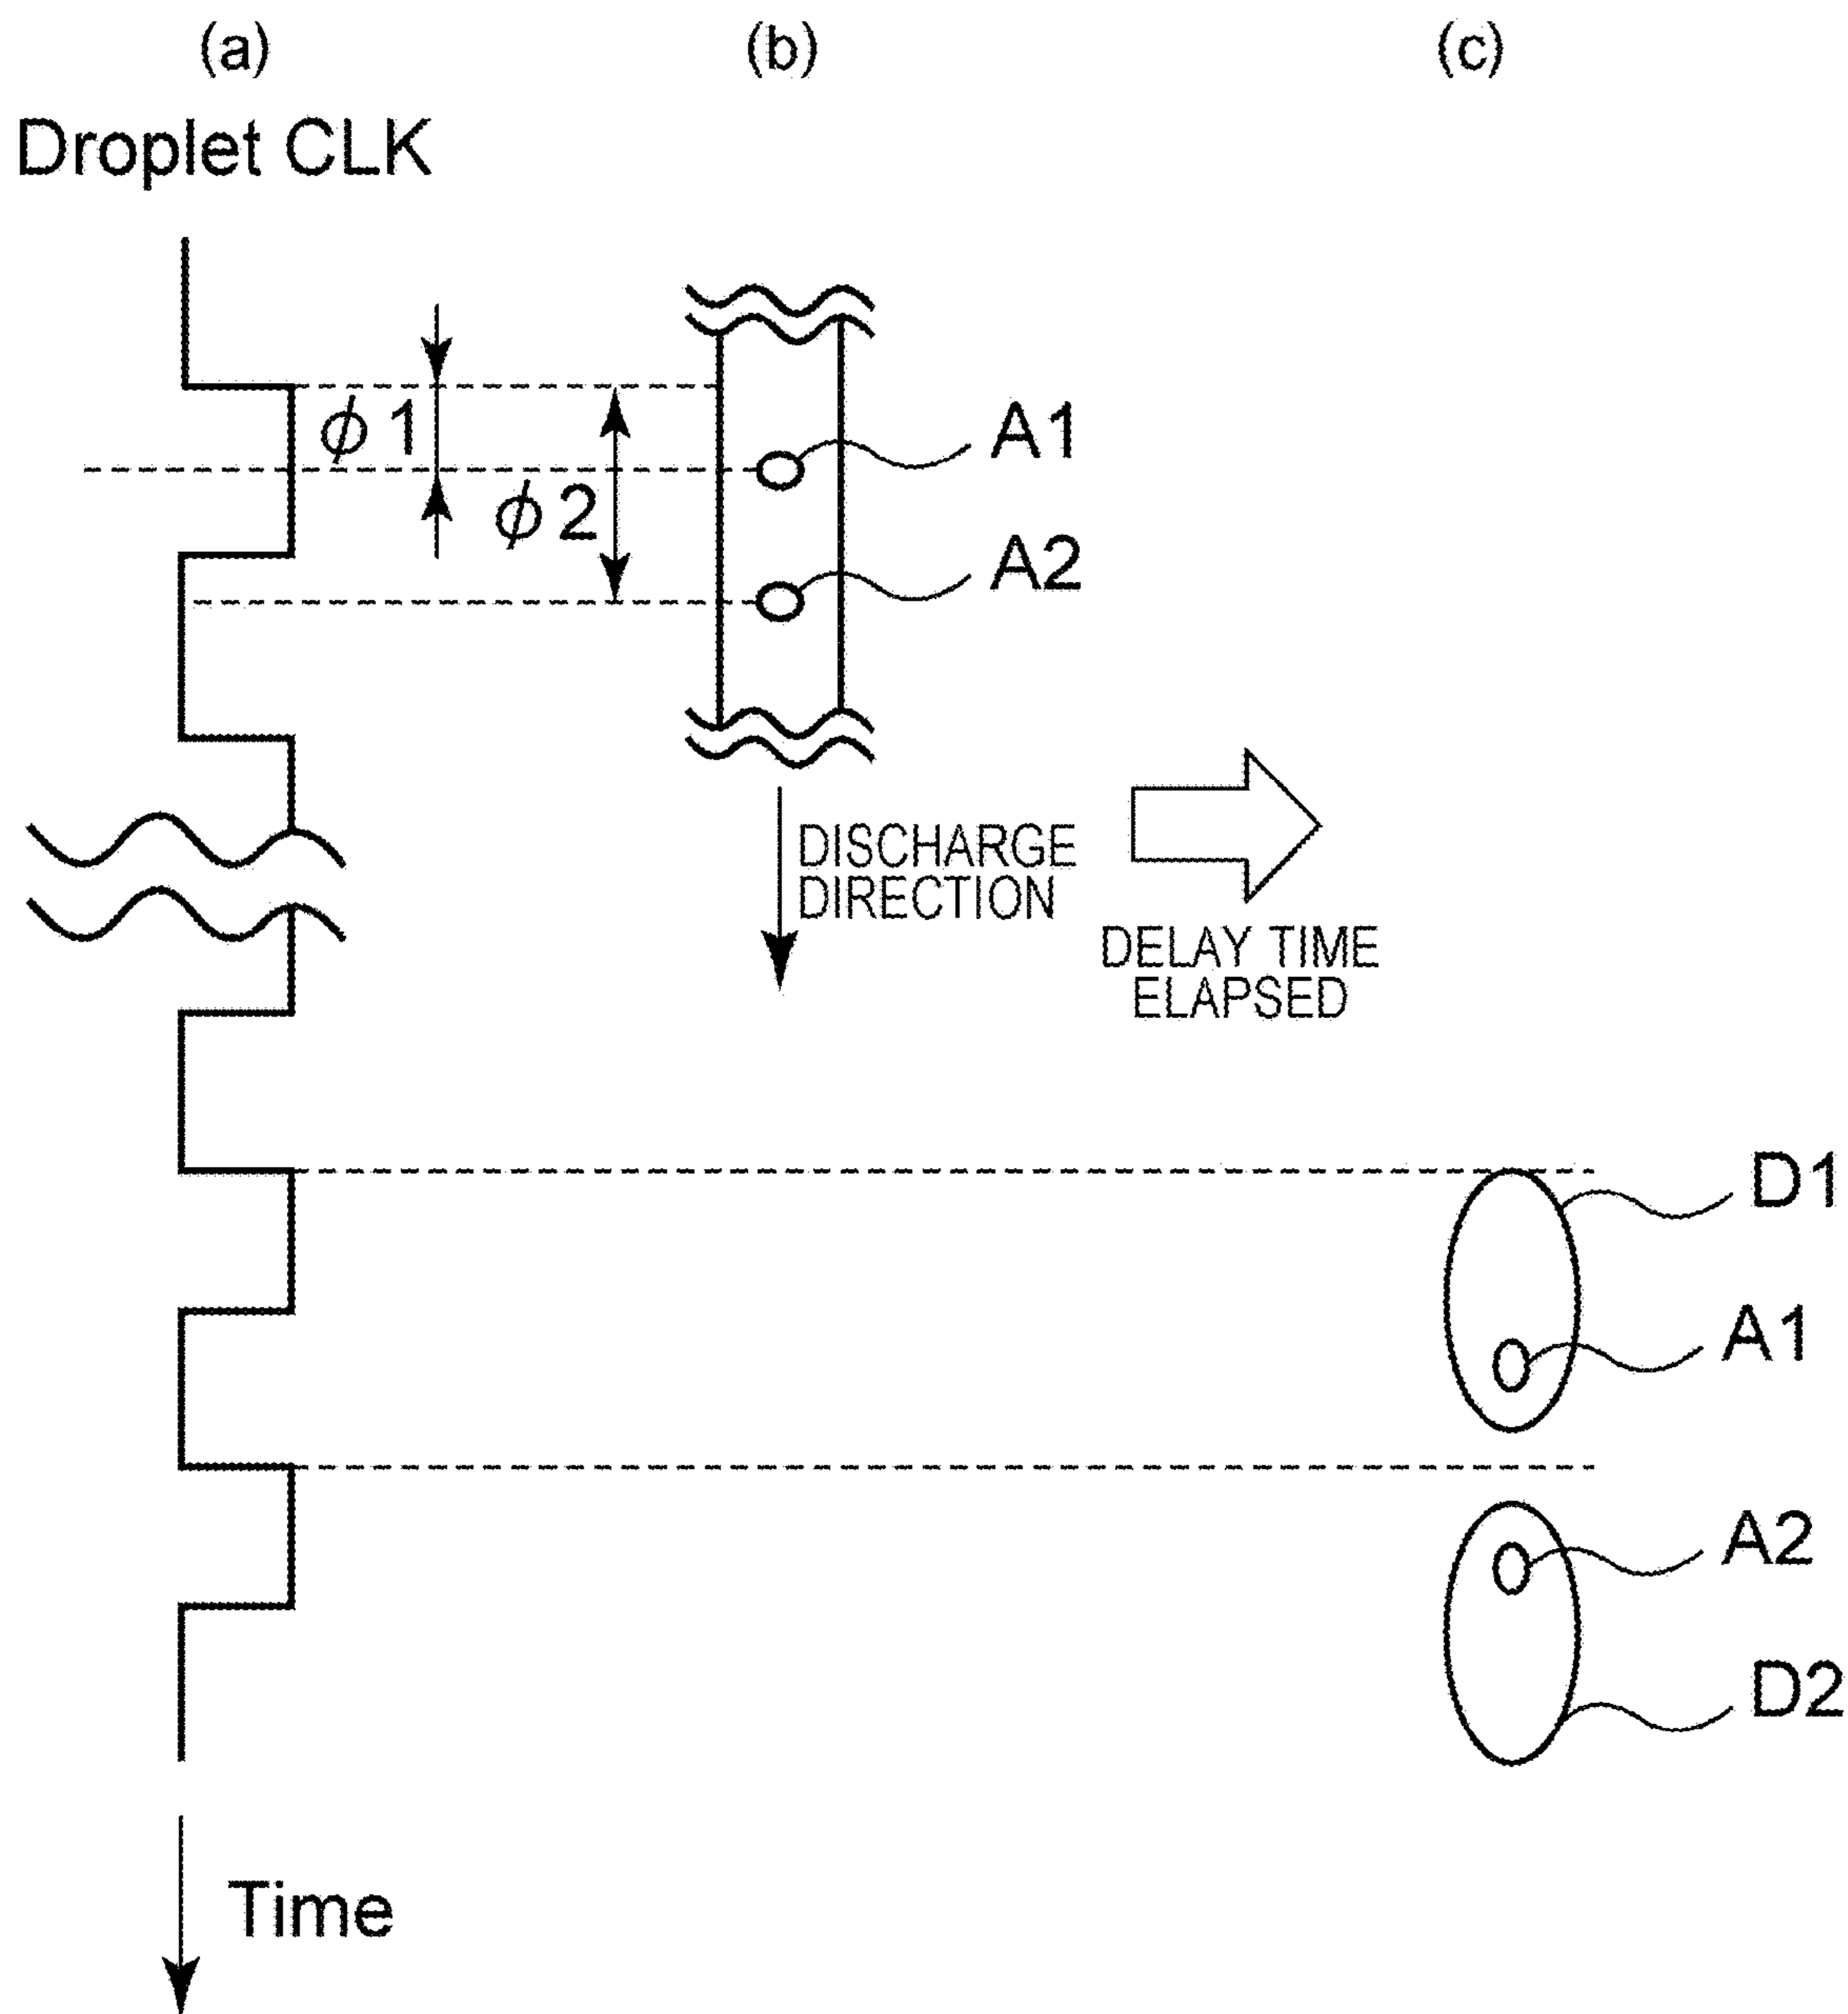 (a)
(b)
(c)
Droplet CLK
ϕ1
ϕ2
A1
A2
DISCHARGE
DIRECTION
DELAY TIME
ELAPSED
D1
A1
A2
D2
Time